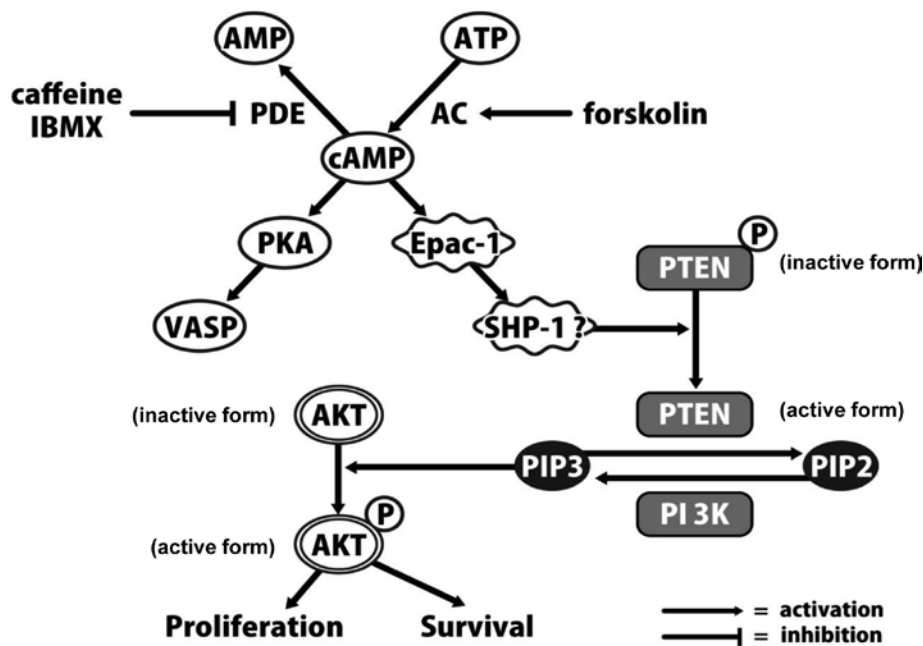 AMP
ATP
caffeine
IBMX
PDE
AC
forskolin
cAMP
PKA
Epac-1
P
PTEN
(inactive form)
VASP
SHP-1 ?
(inactive form)
AKT
PTEN
(active form)
PIP3
PIP2
P
(active form)
AKT
PI 3K
Proliferation
Survival
= activation
= inhibition